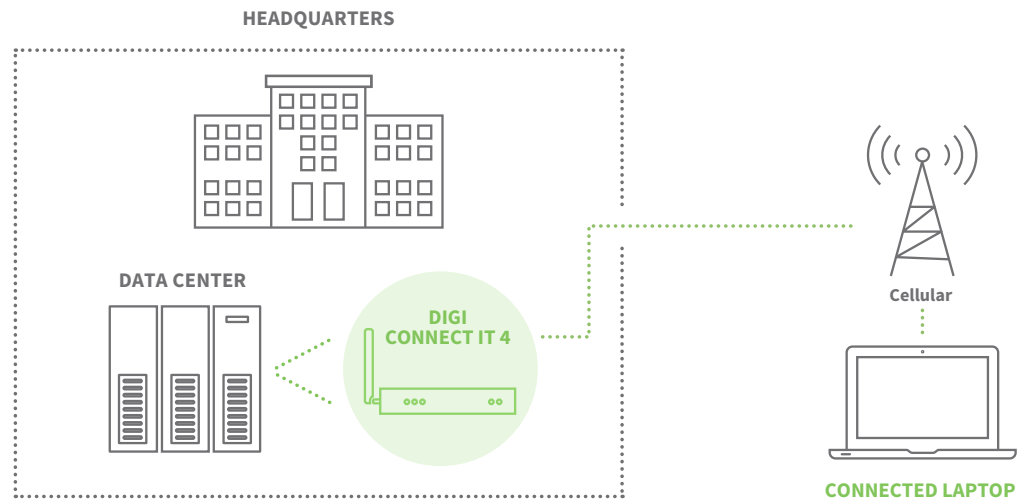 HEADQUARTERS
DATA CENTER
DIGI
CONNECT IT 4
Cellular
CONNECTED LAPTOP